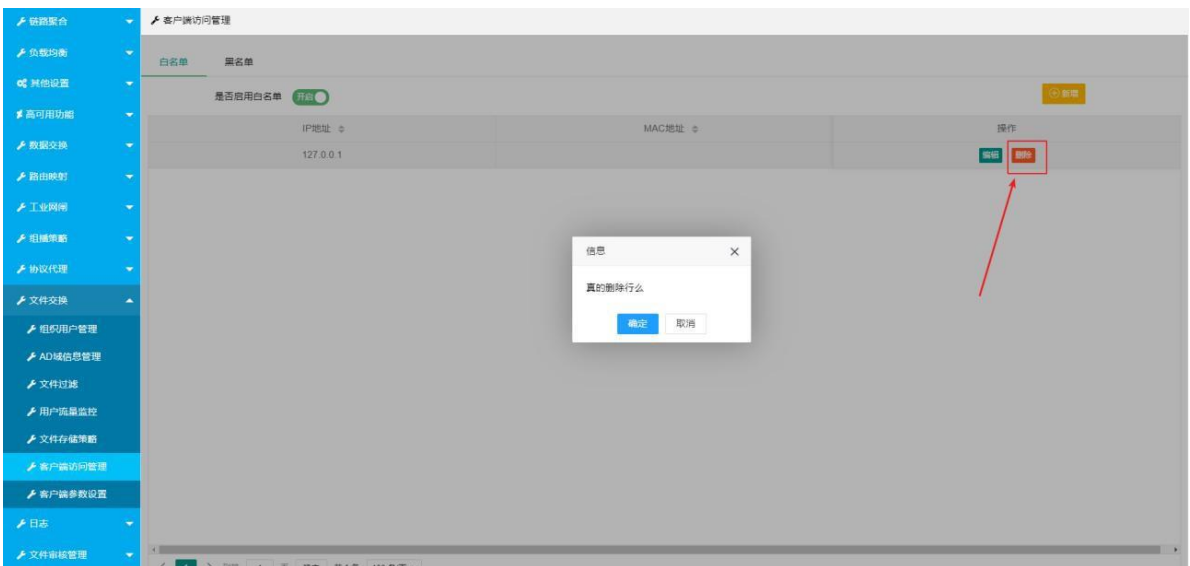 链路聚合
客户端访问管理
负载均衡
白名单
黑名单
其他设置
是否启用白名单
开启
新增
高可用功能
IP地址
MAC地址
操作
数据交换
127.0.0.1
编辑
删除
路由映射
工业网闸
组播策略
信息
协议代理
真的删除行么
文件交换
确定
取消
组织用户管理
AD域信息管理
文件过滤
用户流量监控
文件存储策略
客户端访问管理
客户端参数设置
日志
文件审核管理